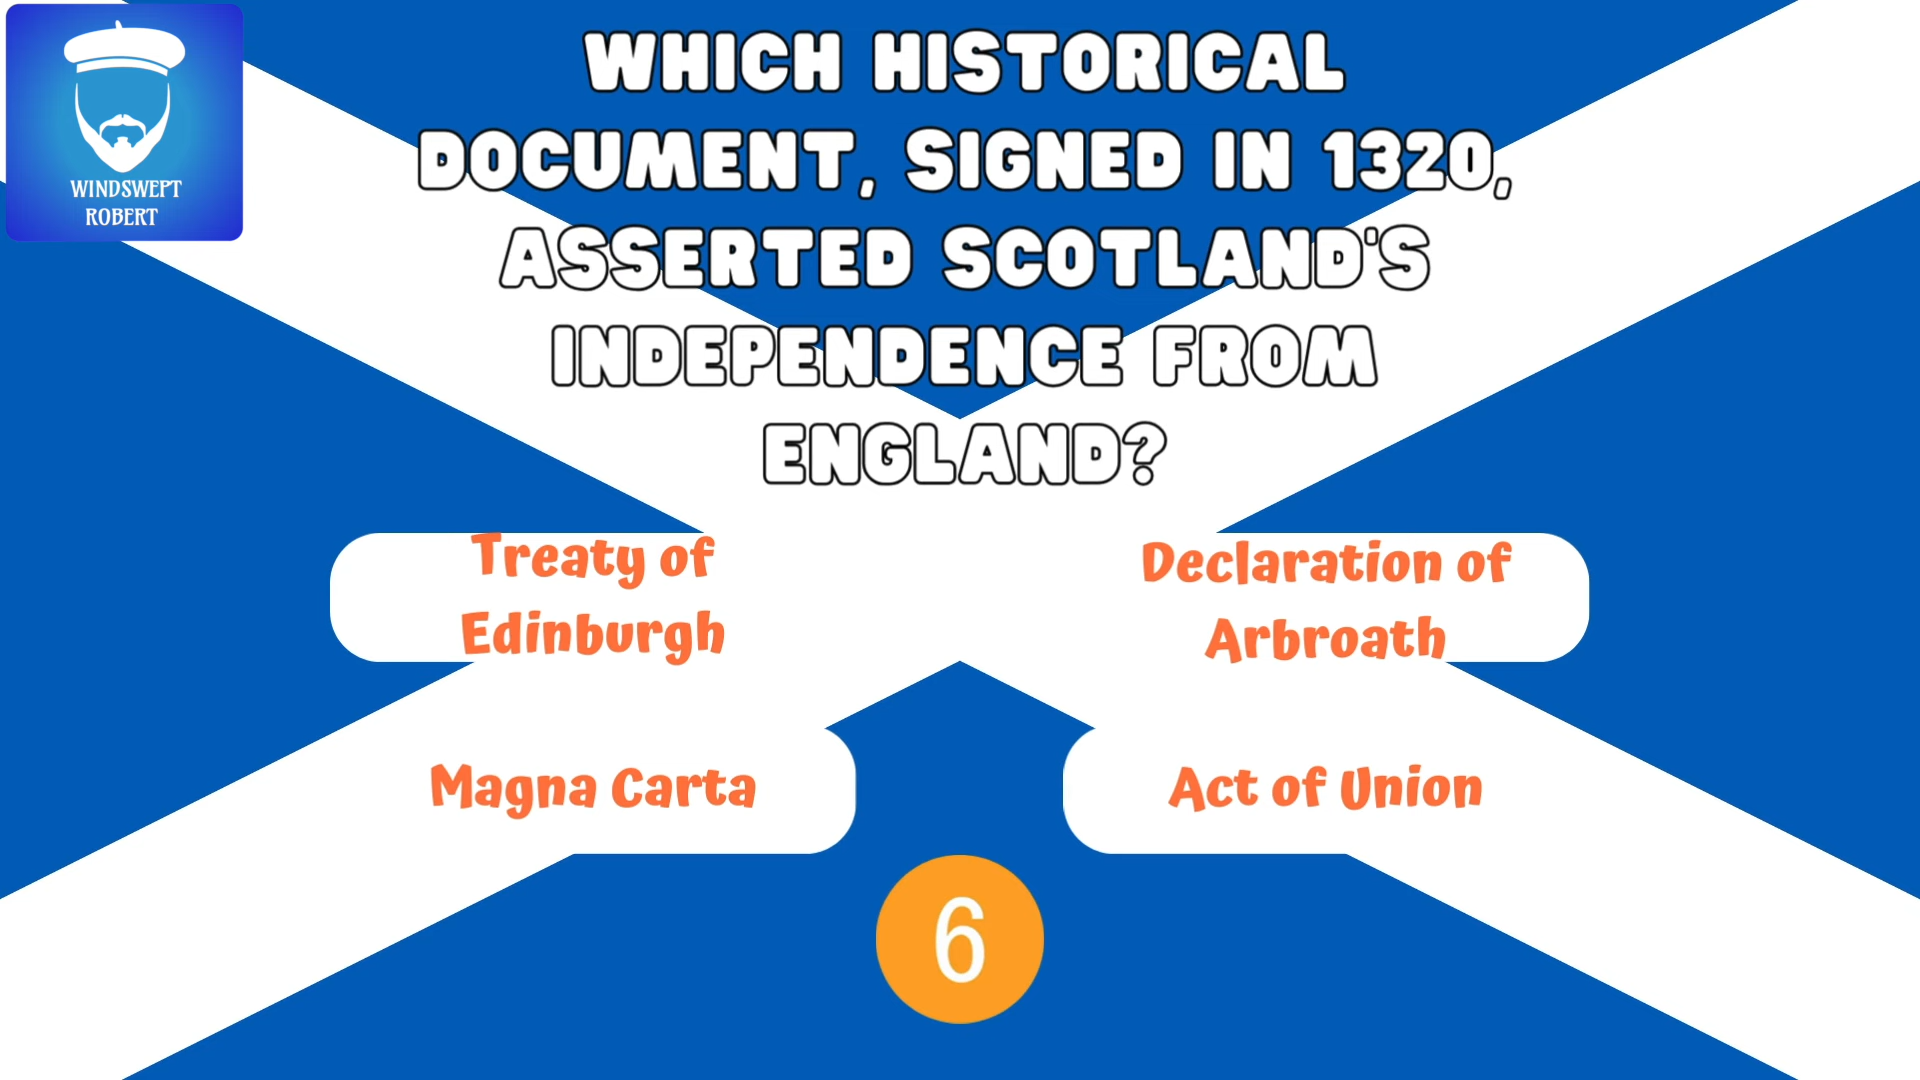 WINDSWEPT
ROBERT
WHICH HISTORICAL
DOCUMENT, SIGNED IN 1320,
ASSERTED SCOTLAND'S
INDEPENDENCE FROM
ENGLAND?
Treaty of
Edinburgh
Declaration of
Arbroath
Magna Carta
Act of Union
6